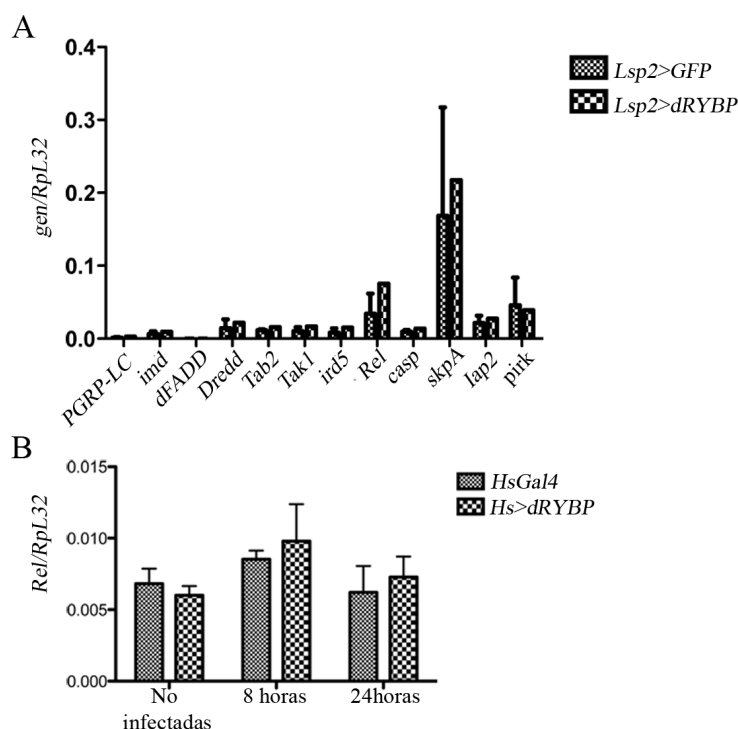 A
0.4
0.3
0.2
0.1
0.0
gen/RpL32
Lsp2>GFP
Lsp2>dRYBP
PGRP-LC
imd
dFADD
Dredd
Tab2
Tak1
ird5
Rel
casp
skpA
Iap2
pirk
B
0.015
0.010
0.005
0.000
Rel/RpL32
HsGal4
Hs>dRYBP
No
infectadas
8 horas
24horas